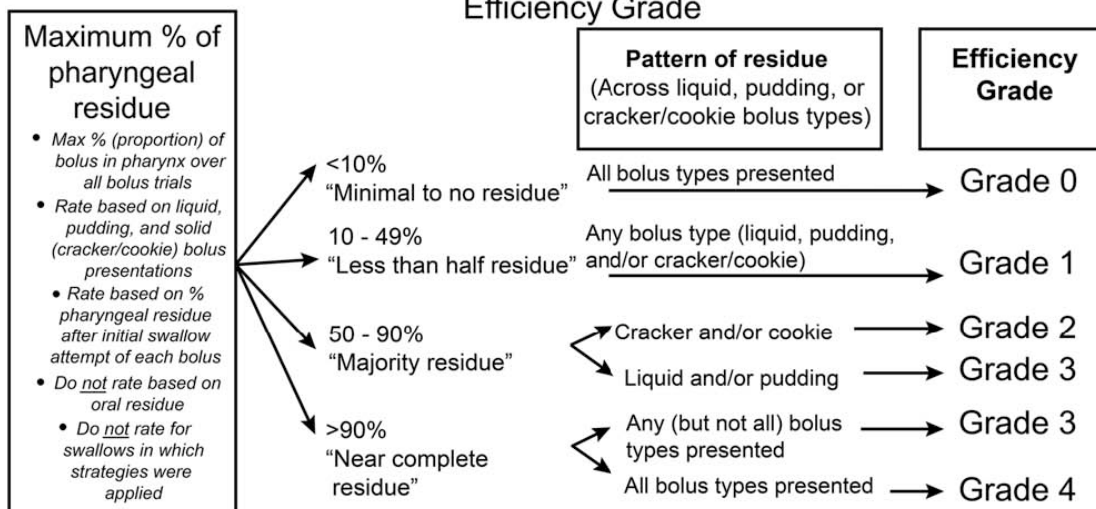 Efficiency Grade
Maximum % of
pharyngeal
residue
• Max % (proportion) of
bolus in pharynx over
all bolus trials
• Rate based on liquid,
pudding, and solid
(cracker/cookie) bolus
presentations
• Rate based on %
pharyngeal residue
after initial swallow
attempt of each bolus
• Do not rate based on
oral residue
• Do not rate for
swallows in which
strategies were
applied
Pattern of residue
(Across liquid, pudding, or
cracker/cookie bolus types)
Efficiency
Grade
<10%
“Minimal to no residue”
All bolus types presented
Grade 0
10 - 49%
“Less than half residue”
Any bolus type (liquid, pudding,
and/or cracker/cookie)
Grade 1
50 - 90%
“Majority residue”
Cracker and/or cookie
Grade 2
Liquid and/or pudding
Grade 3
>90%
“Near complete
residue”
Any (but not all) bolus
types presented
Grade 3
All bolus types presented
Grade 4